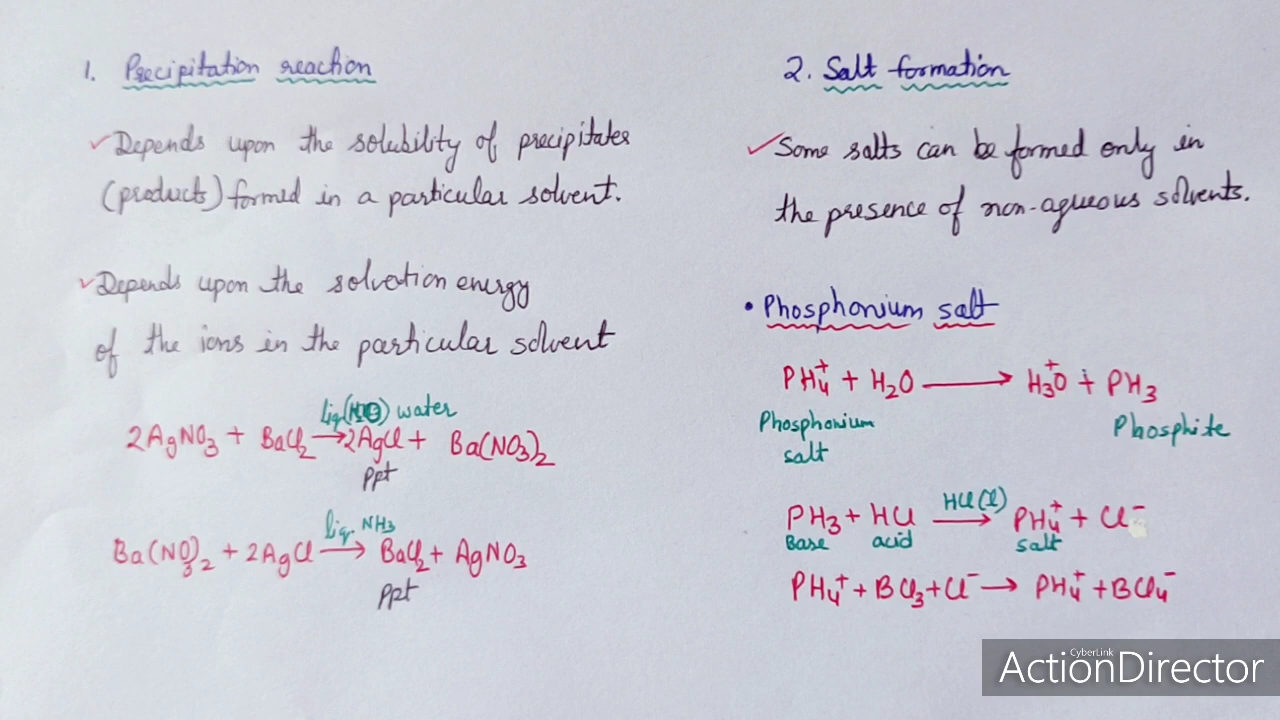 1. Precipitation reaction
✓Depends upon the solubility of precipitates
(products) formed in a particular solvent.
✓Depends upon the solvation energy
of the ions in the particular solvent
liq water
2AgNO₃ + BaCl₂ → 2AgCl + Ba(NO₃)₂
Ppt
liq. NH₃
Ba(NO₃)₂ + 2AgCl → BaCl₂ + AgNO₃
Ppt
2. Salt formation
✓Some salts can be formed only in
the presence of non-aqueous solvents.
• Phosphonium salt
PH₄⁺ + H₂O → H₃O⁺ + PH₃
Phosphonium Phosphite
salt
HCl(l)
PH₃ + HCl → PH₄⁺ + Cl⁻
Base acid salt
PH₄⁺ + BCl₃ + Cl⁻ → PH₄⁺ + BCl₄⁻
CyberLink
ActionDirector